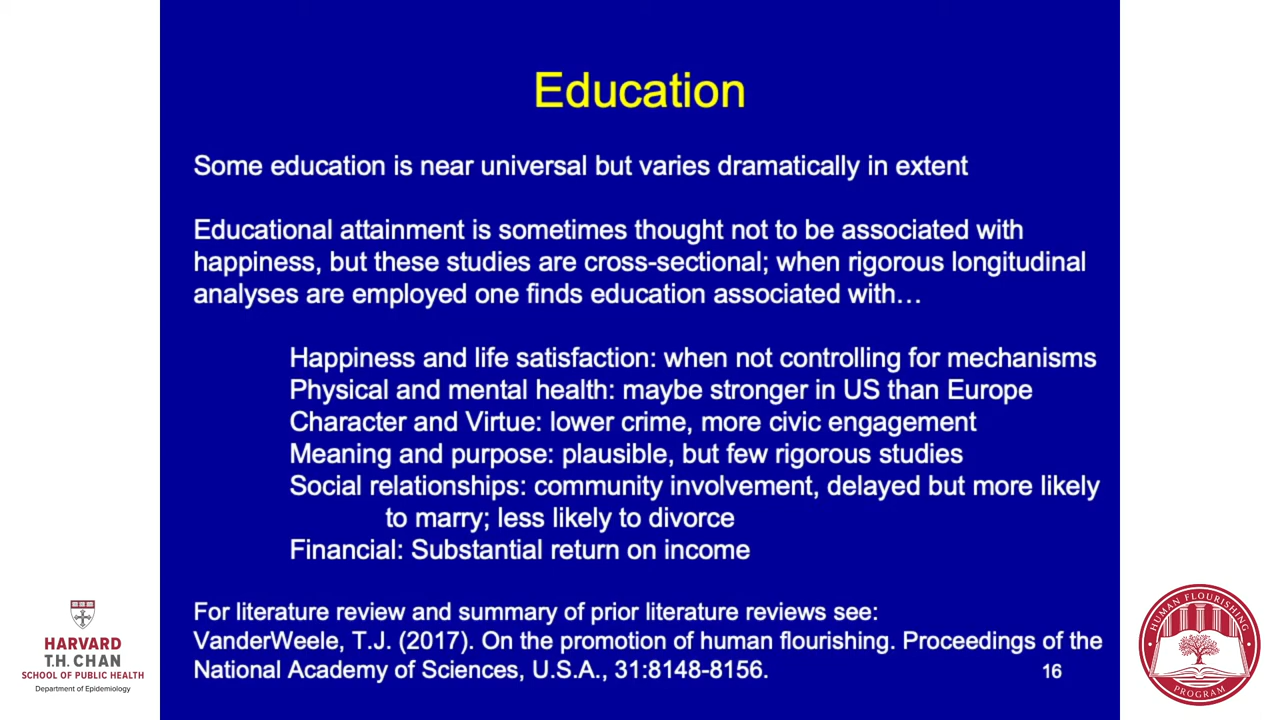 Education
Some education is near universal but varies dramatically in extent
Educational attainment is sometimes thought not to be associated with
happiness, but these studies are cross-sectional; when rigorous longitudinal
analyses are employed one finds education associated with…
Happiness and life satisfaction: when not controlling for mechanisms
Physical and mental health: maybe stronger in US than Europe
Character and Virtue: lower crime, more civic engagement
Meaning and purpose: plausible, but few rigorous studies
Social relationships: community involvement, delayed but more likely
to marry; less likely to divorce
Financial: Substantial return on income
For literature review and summary of prior literature reviews see:
VanderWeele, T.J. (2017). On the promotion of human flourishing. Proceedings of the
National Academy of Sciences, U.S.A., 31:8148-8156.
16
HARVARD
T.H. CHAN
SCHOOL OF PUBLIC HEALTH
Department of Epidemiology
HUMAN FLOURISHING
PROGRAM